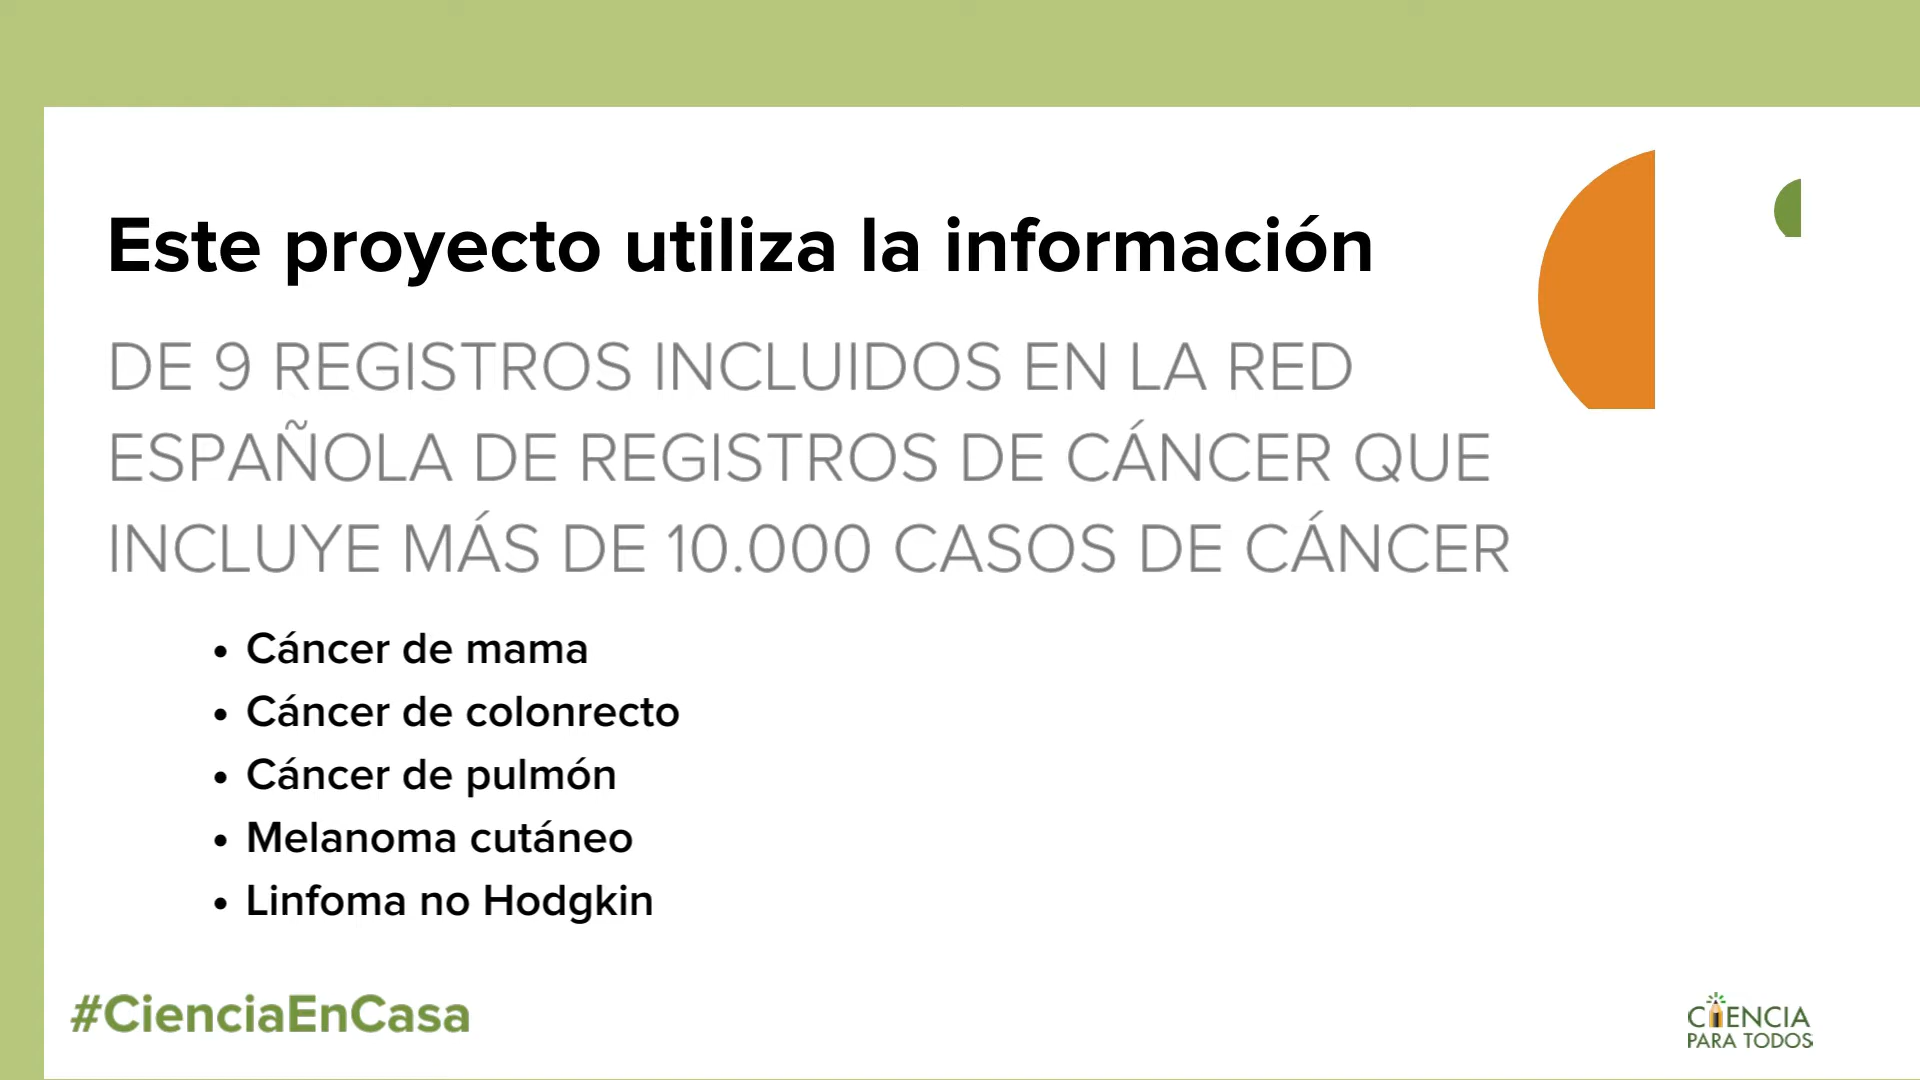 Este proyecto utiliza la información
DE 9 REGISTROS INCLUIDOS EN LA RED
ESPAÑOLA DE REGISTROS DE CÁNCER QUE
INCLUYE MÁS DE 10.000 CASOS DE CÁNCER
• Cáncer de mama
• Cáncer de colonrecto
• Cáncer de pulmón
• Melanoma cutáneo
• Linfoma no Hodgkin
#CienciaEnCasa
CIENCIA
PARA TODOS